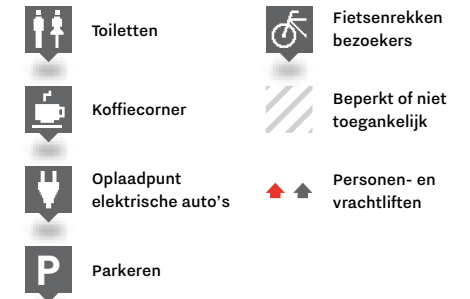 Toiletten
Koffiecorner
Oplaadpunt
elektrische auto's
P
Parkeren
Fietsenrekken
bezoekers
Beperkt of niet
toegankelijk
Personen- en
vrachtliften